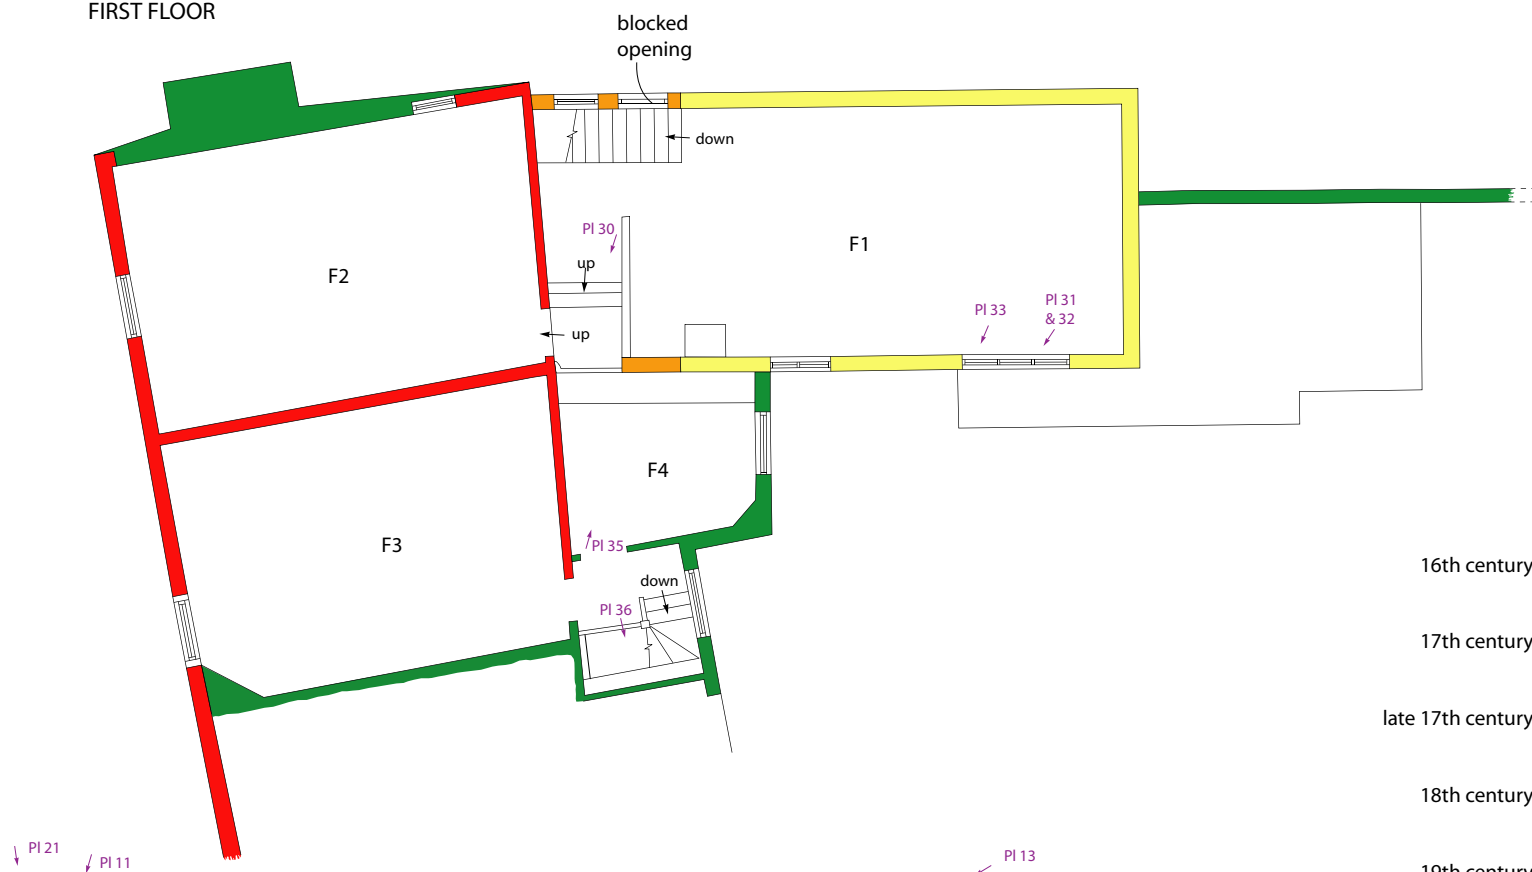 FIRST FLOOR
blocked
opening
down
Pl 30
F1
up
F2
Pl 31
& 32
Pl 33
up
F4
F3
Pl 35
16th century
down
Pl 36
17th century
late 17th century
18th century
Pl 21
Pl 11
Pl 13
19th century